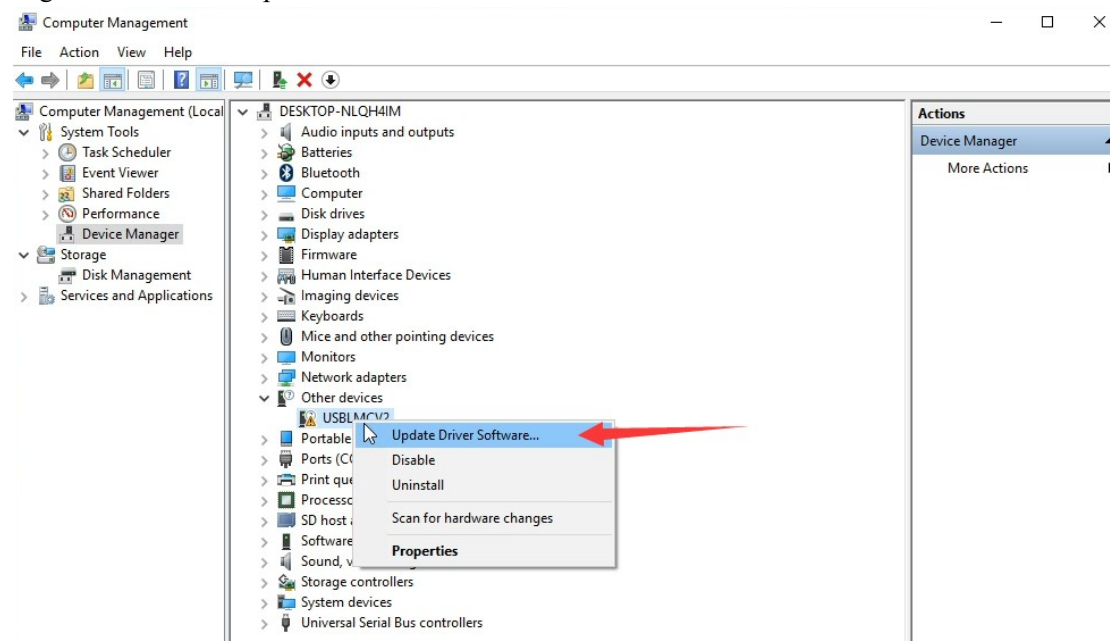 Computer Management
File Action View Help
Computer Management (Local
System Tools
Task Scheduler
Event Viewer
Shared Folders
Performance
Device Manager
Storage
Disk Management
Services and Applications
DESKTOP-NLQH4IM
Audio inputs and outputs
Batteries
Bluetooth
Computer
Disk drives
Display adapters
Firmware
Human Interface Devices
Imaging devices
Keyboards
Mice and other pointing devices
Monitors
Network adapters
Other devices
USBLMCV2
Portable
Ports (CO
Print que
Processo
SD host a
Software
Sound, v
Storage controllers
System devices
Universal Serial Bus controllers
Update Driver Software...
Disable
Uninstall
Scan for hardware changes
Properties
Actions
Device Manager
More Actions